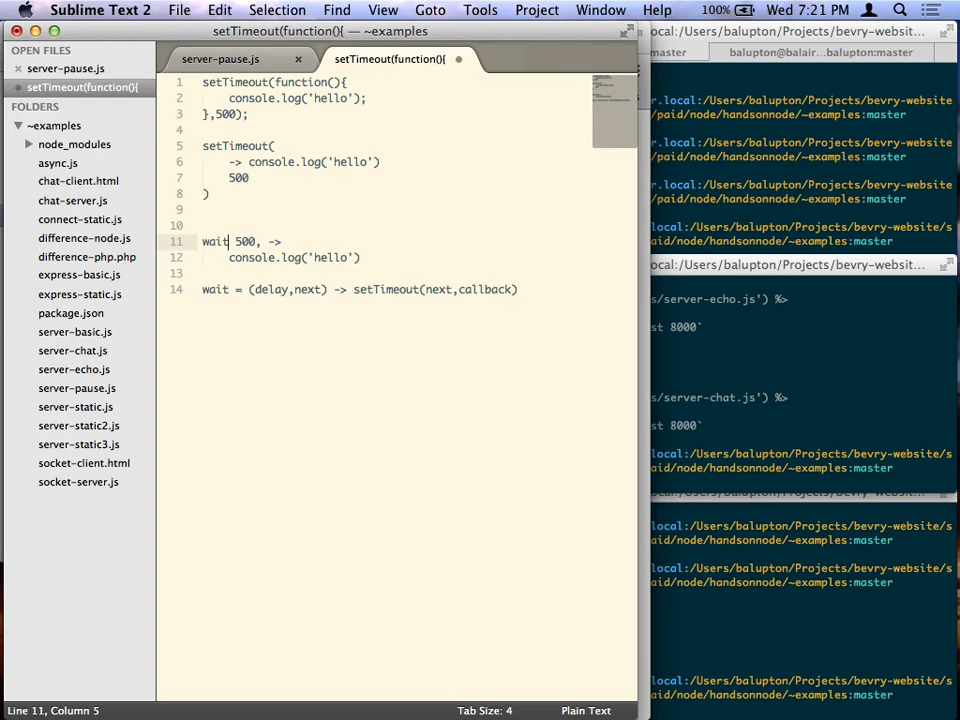 Sublime Text 2 File Edit Selection Find View Goto Tools Project Window Help 100% Wed 7:21 PM
setTimeout(function(){ — ~examples
OPEN FILES
server-pause.js
setTimeout(function(){
FOLDERS
~examples
node_modules
async.js
chat-client.html
chat-server.js
connect-static.js
difference-node.js
difference-php.php
express-basic.js
express-static.js
package.json
server-basic.js
server-chat.js
server-echo.js
server-pause.js
server-static.js
server-static2.js
server-static3.js
socket-client.html
socket-server.js
server-pause.js
setTimeout(function(){
1 setTimeout(function(){
2 console.log('hello');
3 },500);
4
5 setTimeout(
6 -> console.log('hello')
7 500
8 )
9
10
11 wait 500, ->
12 console.log('hello')
13
14 wait = (delay,next) -> setTimeout(next,callback)
Line 11, Column 5
Tab Size: 4
Plain Text
local:/Users/balupton/Projects/bevry-websit...
master
balupton@balair...balupton:master
r.local:/Users/balupton/Projects/bevry-website
/paid/node/handsonnode/~examples:master
r.local:/Users/balupton/Projects/bevry-website
/paid/node/handsonnode/~examples:master
r.local:/Users/balupton/Projects/bevry-website
/paid/node/handsonnode/~examples:master
r.local:/Users/balupton/Projects/bevry-website
/paid/node/handsonnode/~examples:master
local:/Users/balupton/Projects/bevry-websit...
s/server-echo.js') %>
st 8000`
s/server-chat.js') %>
st 8000`
local:/Users/balupton/Projects/bevry-website/s
aid/node/handsonnode/~examples:master
local:/Users/balupton/Projects/bevry-websit...
local:/Users/balupton/Projects/bevry-website/s
aid/node/handsonnode/~examples:master
local:/Users/balupton/Projects/bevry-website/s
aid/node/handsonnode/~examples:master
local:/Users/balupton/Projects/bevry-website/s
aid/node/handsonnode/~examples:master